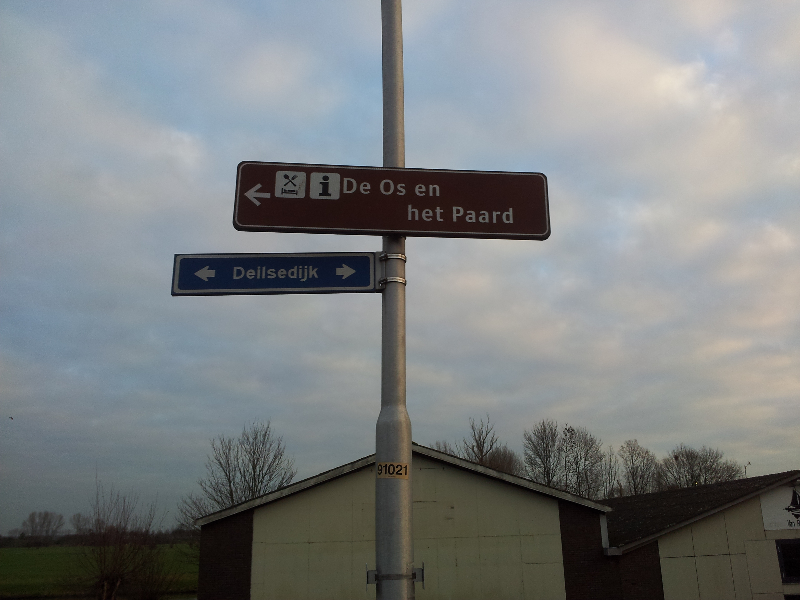 De Os en
het Paard
Deilsedijk
91021